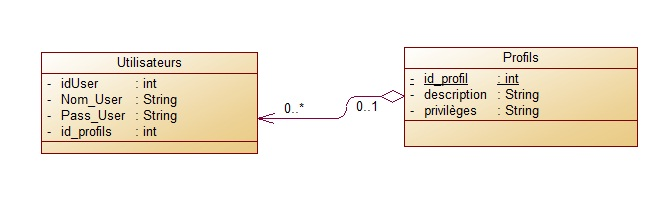 Utilisateurs
- idUser : int
- Nom_User : String
- Pass_User : String
- id_profils : int
0..*
0..1
Profils
- id_profil : int
- description : String
- privilèges : String